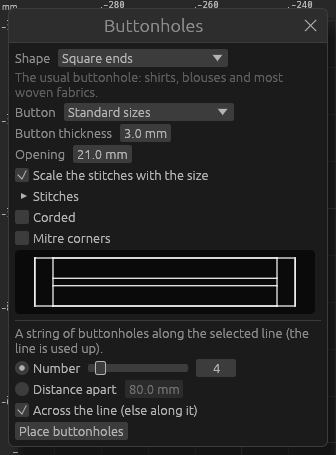 mm
-280
-260
-240
Buttonholes
Shape Square ends
The usual buttonhole: shirts, blouses and most
woven fabrics.
Button Standard sizes
Button thickness 3.0 mm
Opening 21.0 mm
Scale the stitches with the size
Stitches
Corded
Mitre corners
A string of buttonholes along the selected line (the
line is used up).
Number 4
Distance apart 80.0 mm
Across the line (else along it)
Place buttonholes